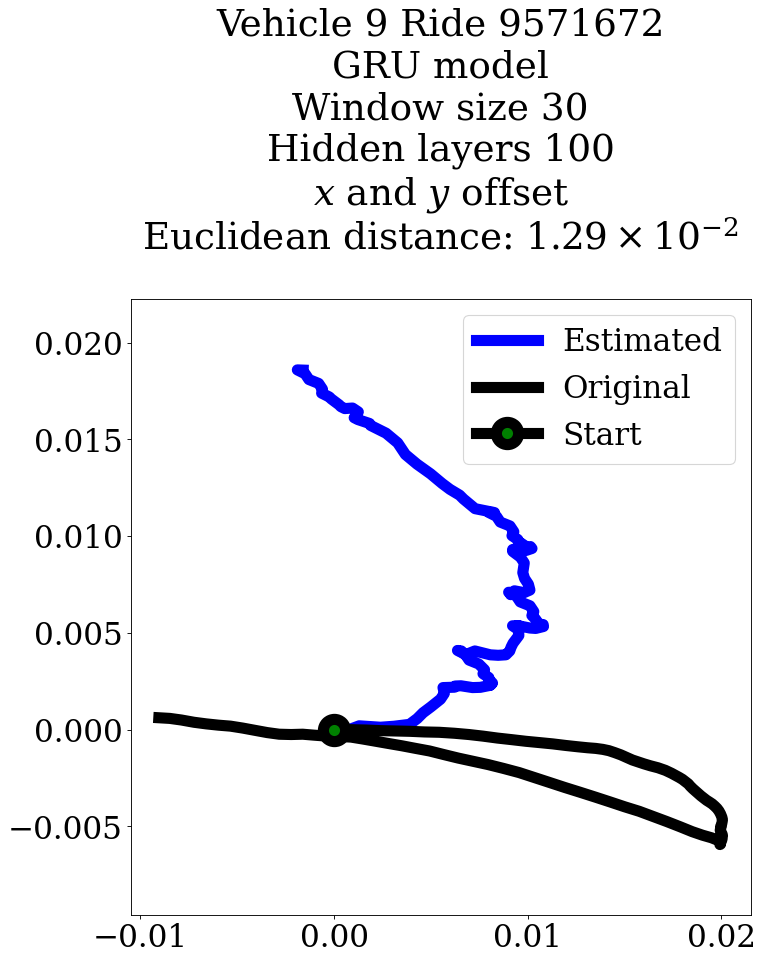 Vehicle 9 Ride 9571672
GRU model
Window size 30
Hidden layers 100
x and y offset
Euclidean distance: 1.29 × 10⁻²
Estimated
Original
Start
0.020
0.015
0.010
0.005
0.000
−0.005
−0.01
0.00
0.01
0.02